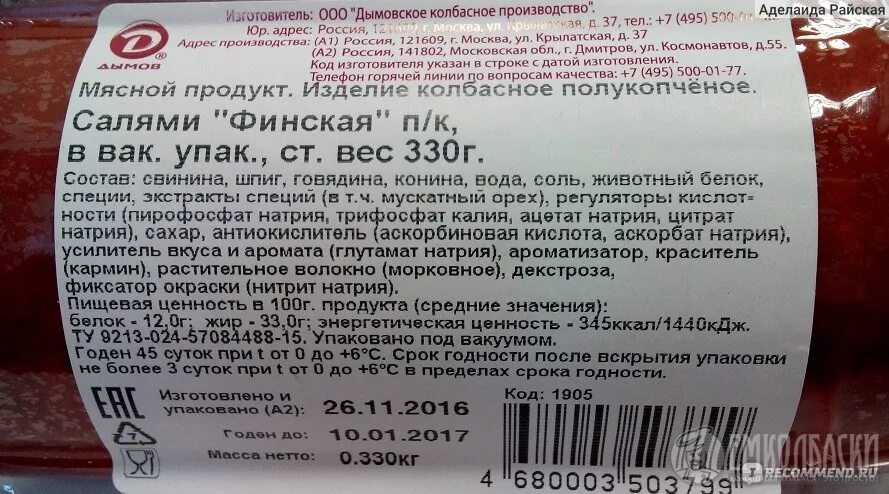 Аделаида Райская
Изготовитель: ООО "Дымовское колбасное производство".
Юр. адрес: Россия, 121609, г. Москва, ул. Крылатская, д. 37, тел.: +7 (495) 500-
Адрес производства: (А1) Россия, 121609, г. Москва, ул. Крылатская, д. 37
(А2) Россия, 141802, Московская обл., г. Дмитров, ул. Космонавтов, д.55.
Код изготовителя указан в строке с датой изготовления.
Телефон горячей линии по вопросам качества: +7 (495) 500-01-77.
Д
ДЫМОВ®
Мясной продукт. Изделие колбасное полукопчёное.
Салями "Финская" п/к,
в вак. упак., ст. вес 330г.
Состав: свинина, шпиг, говядина, конина, вода, соль, животный белок,
специи, экстракты специй (в т.ч. мускатный орех), регуляторы кислот-
ности (пирофосфат натрия, трифосфат калия, ацетат натрия, цитрат
натрия), сахар, антиокислитель (аскорбиновая кислота, аскорбат натрия),
усилитель вкуса и аромата (глутамат натрия), ароматизатор, краситель
(кармин), растительное волокно (морковное), декстроза,
фиксатор окраски (нитрит натрия).
Пищевая ценность в 100г. продукта (средние значения):
белок - 12,0г; жир - 33,0г; энергетическая ценность - 345ккал/1440кДж.
ТУ 9213-024-57084488-15. Упаковано под вакуумом.
Годен 45 суток при t от 0 до +6°С. Срок годности после вскрытия упаковки
не более 3 суток при t от 0 до +6°С в пределах срока годности.
EAC
Изготовлено и
упаковано (А2): 26.11.2016
Годен до: 10.01.2017
Масса нетто: 0.330кг
Код: 1905
4 680003 503799
IRECOMMEND.RU